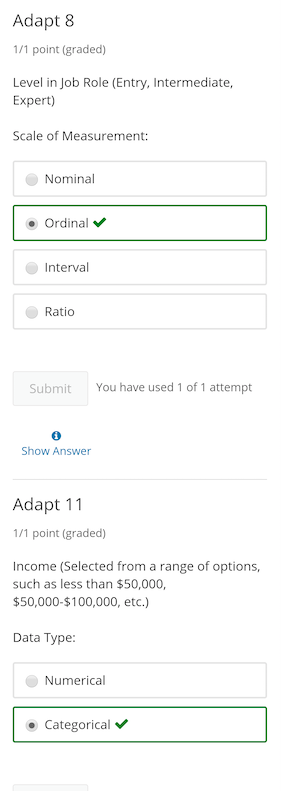 Adapt 8
1/1 point (graded)
Level in Job Role (Entry, Intermediate,
Expert)
Scale of Measurement:
Nominal
Ordinal
Interval
Ratio
Submit
You have used 1 of 1 attempt
Show Answer
Adapt 11
1/1 point (graded)
Income (Selected from a range of options,
such as less than $50,000,
$50,000-$100,000, etc.)
Data Type:
Numerical
Categorical